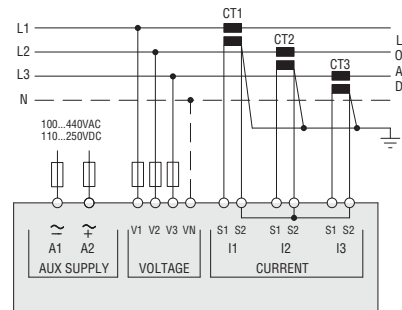 CT1
L1
CT2
L2
CT3
L3
N
LOAD
100...440VAC
110...250VDC
V1 V2 V3 VN
S1 S2 S1 S2 S1 S2
A1 A2
I1 I2 I3
AUX SUPPLY VOLTAGE CURRENT